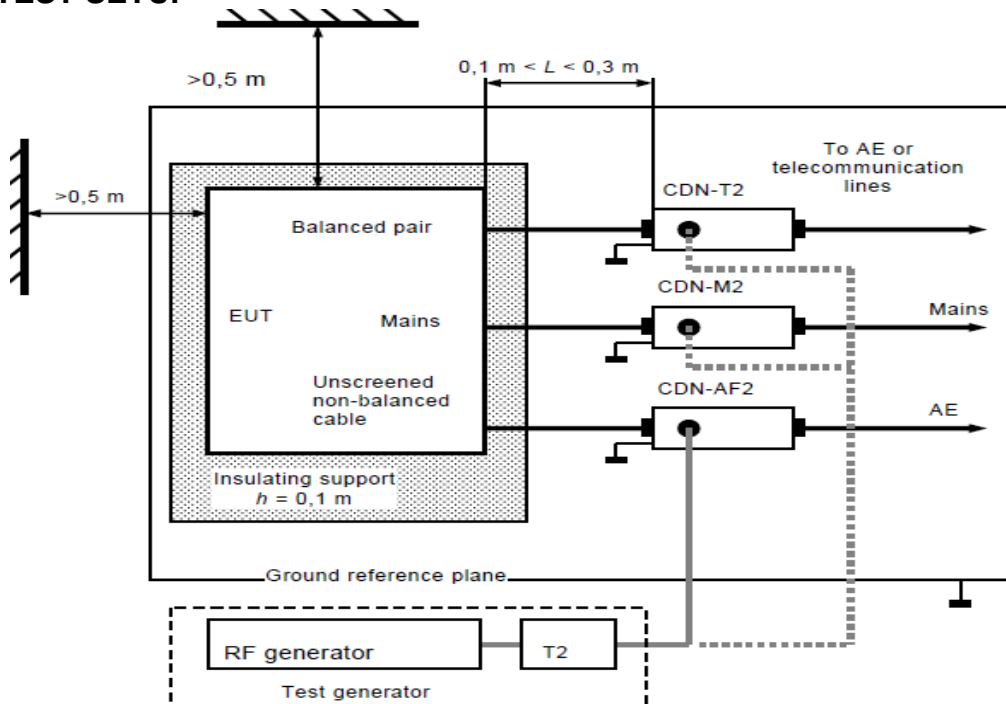 TEST SETUP
0,1 m < L < 0,3 m
>0,5 m
To AE or
telecommunication
lines
>0,5 m
CDN-T2
Balanced pair
CDN-M2
EUT
Mains
Mains
Unscreened
non-balanced
cable
CDN-AF2
AE
Insulating support
h = 0,1 m
Ground reference plane
RF generator
T2
Test generator